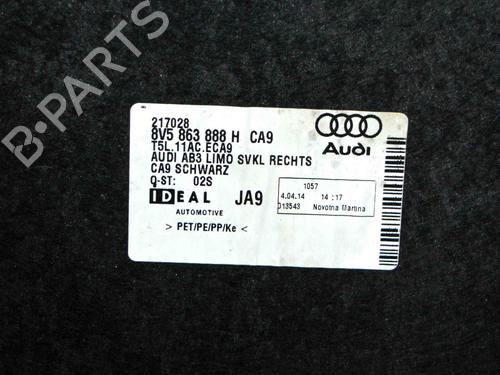 B-PARTS
217028
8V5 863 888 H CA9
T5L.11AC.ECA9
AUDI AB3 LIMO SVKL RECHTS
CA9 SCHWARZ
Q-ST: 02S
IDEAL
AUTOMOTIVE
JA9
> PET/PE/PP/Ke <
Audi
1057
4.04.14 14:17
013543 Novotna Martina